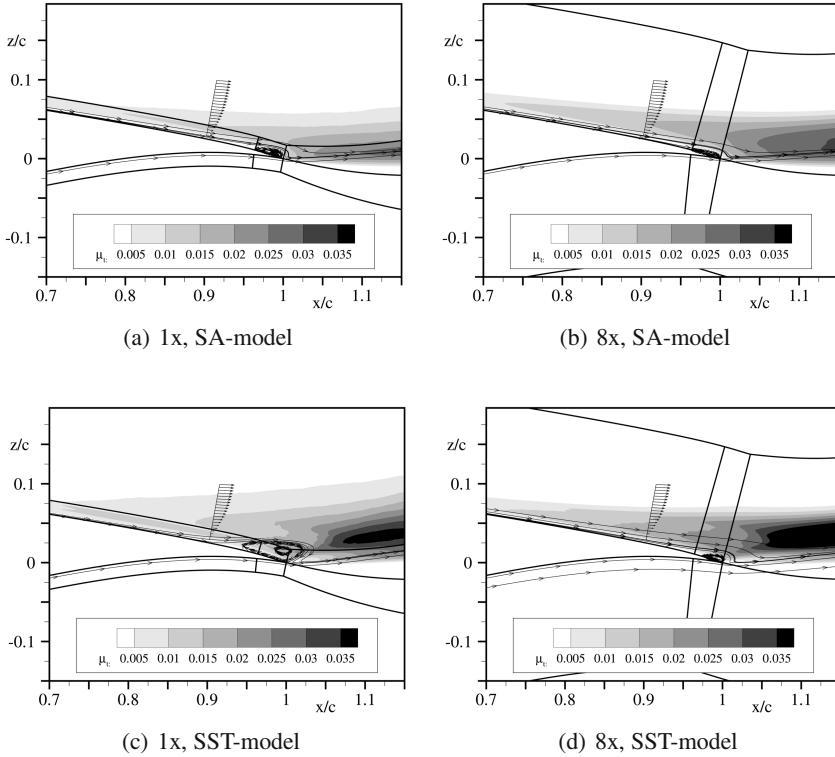 z/c
0.1
0
-0.1
μt:
0.005 0.01 0.015 0.02 0.025 0.03 0.035
0.7 0.8 0.9 1 x/c 1.1
(a) 1x, SA-model
z/c
0.1
0
-0.1
μt:
0.005 0.01 0.015 0.02 0.025 0.03 0.035
0.7 0.8 0.9 1 x/c 1.1
(b) 8x, SA-model
z/c
0.1
0
-0.1
μt:
0.005 0.01 0.015 0.02 0.025 0.03 0.035
0.7 0.8 0.9 1 x/c 1.1
(c) 1x, SST-model
z/c
0.1
0
-0.1
μt:
0.005 0.01 0.015 0.02 0.025 0.03 0.035
0.7 0.8 0.9 1 x/c 1.1
(d) 8x, SST-model